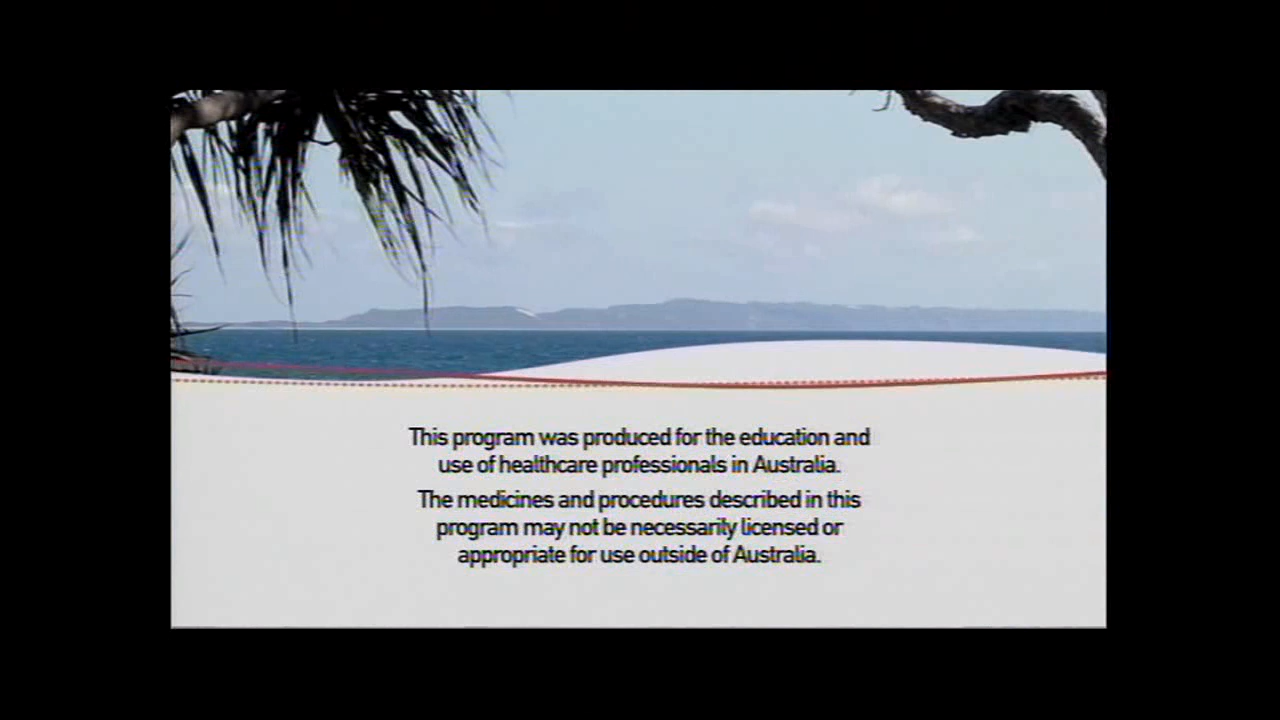 This program was produced for the education and
use of healthcare professionals in Australia.
The medicines and procedures described in this
program may not be necessarily licensed or
appropriate for use outside of Australia.